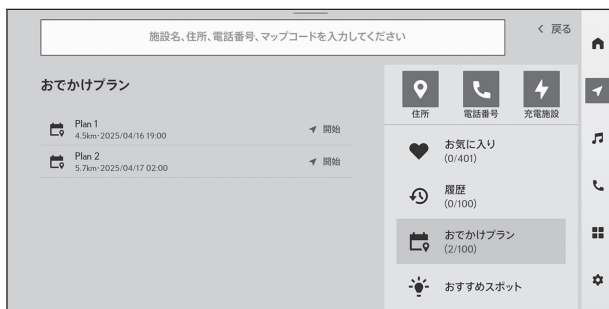 施設名、住所、電話番号、マップコードを入力してください
戻る
おでかけプラン
Plan 1
4.5km･2025/04/16 19:00
開始
Plan 2
5.7km･2025/04/17 02:00
開始
住所
電話番号
充電施設
お気に入り
(0/401)
履歴
(0/100)
おでかけプラン
(2/100)
おすすめスポット